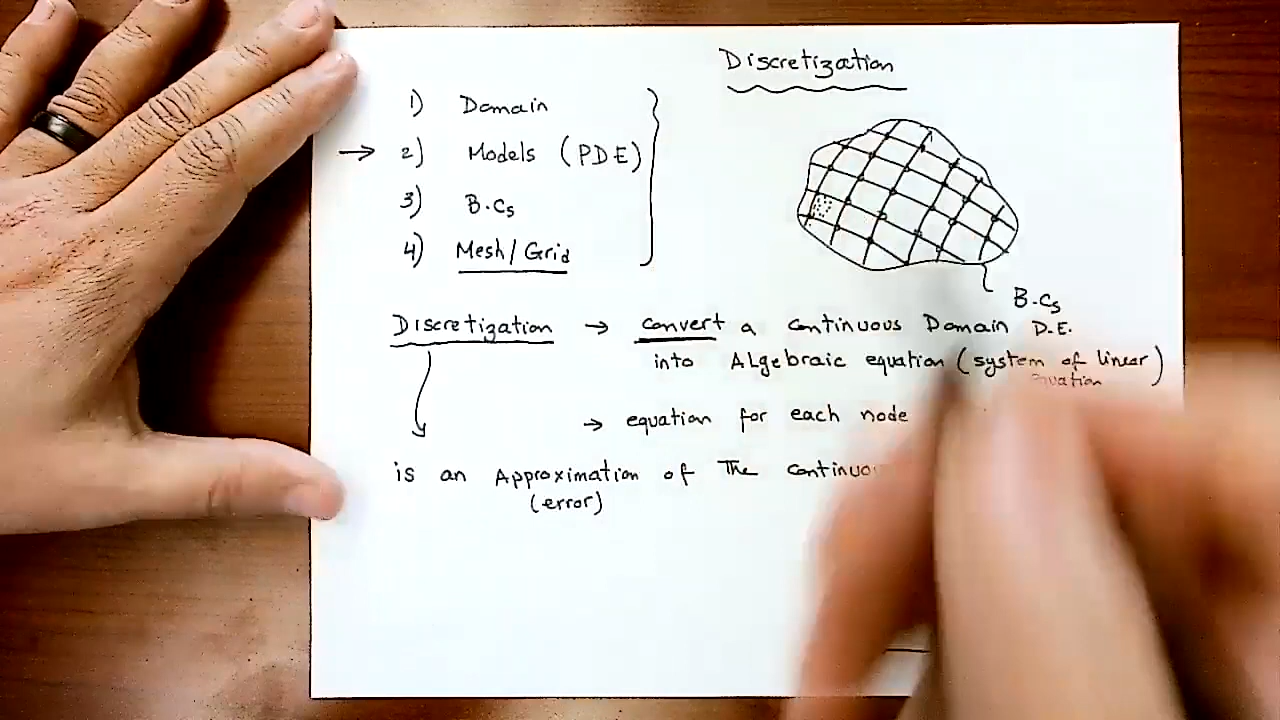 Discretization
1) Domain
→ 2) Models (PDE)
3) B.Cs
4) Mesh/Grid
B.Cs
Discretization → convert a continuous Domain D.E.
into Algebraic equation (system of linear)
equation
→ equation for each node
is an Approximation of The
(error)